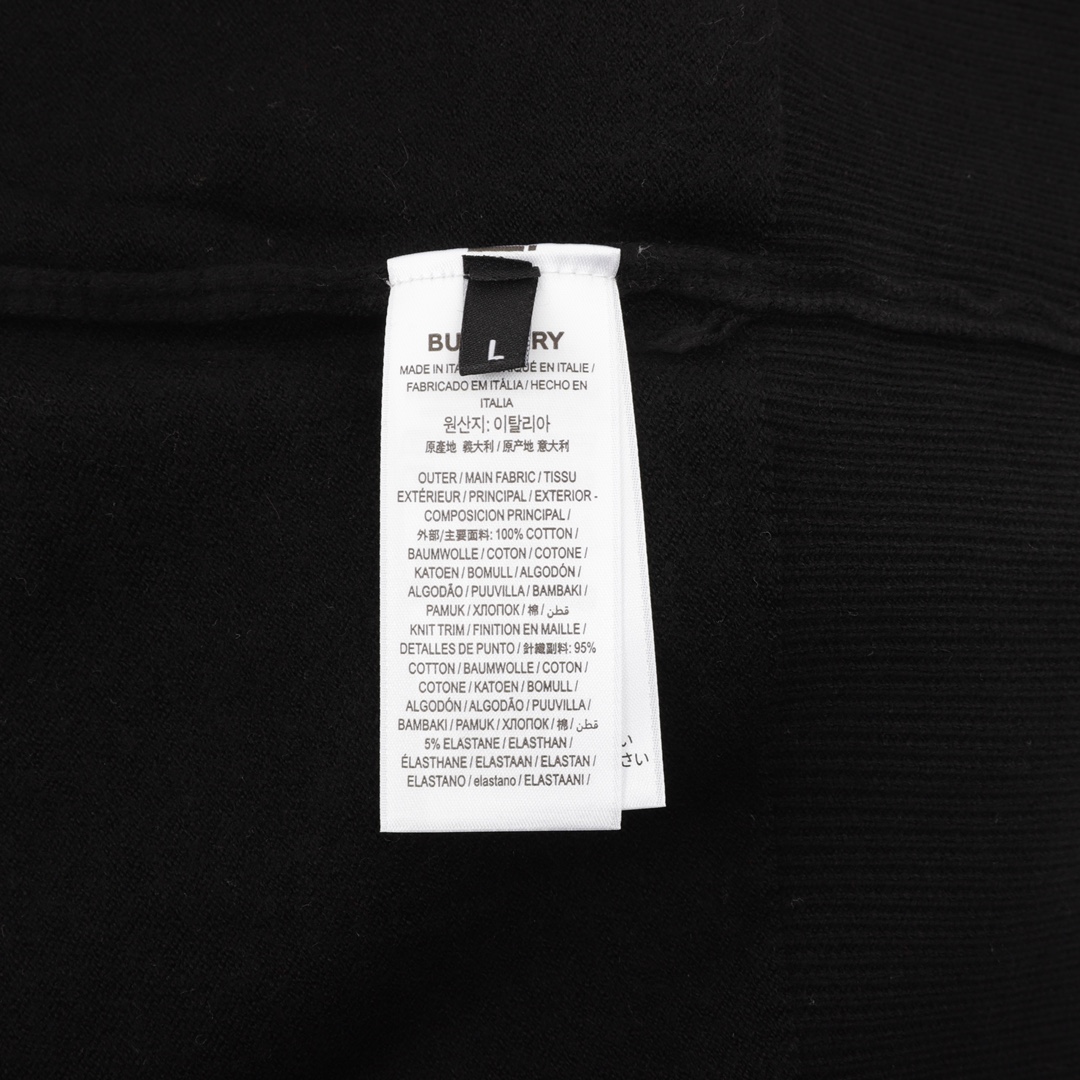 L
MADE IN
EN ITALIE /
FABRICADO EM ITÁLIA / HECHO EN
ITALIA
원산지: 이탈리아
原產地 義大利 / 原产地 意大利
OUTER / MAIN FABRIC / TISSU
EXTÉRIEUR / PRINCIPAL / EXTERIOR -
COMPOSICION PRINCIPAL /
外部/主要面料: 100% COTTON /
BAUMWOLLE / COTON / COTONE /
KATOEN / BOMULL / ALGODÓN /
ALGODÃO / PUUVILLA / BAMBAKI /
PAMUK / ХЛОПОК / 棉 / قطن /
KNIT TRIM / FINITION EN MAILLE /
DETALLES DE PUNTO / 針織副料: 95%
COTTON / BAUMWOLLE / COTON /
COTONE / KATOEN / BOMULL /
ALGODÓN / ALGODÃO / PUUVILLA /
BAMBAKI / PAMUK / ХЛОПОК / 棉 / قطن /
5% ELASTANE / ELASTHAN /
ÉLASTHANE / ELASTAAN / ELASTAN /
ELASTANO / elastano / ELASTAANI /
い
さい